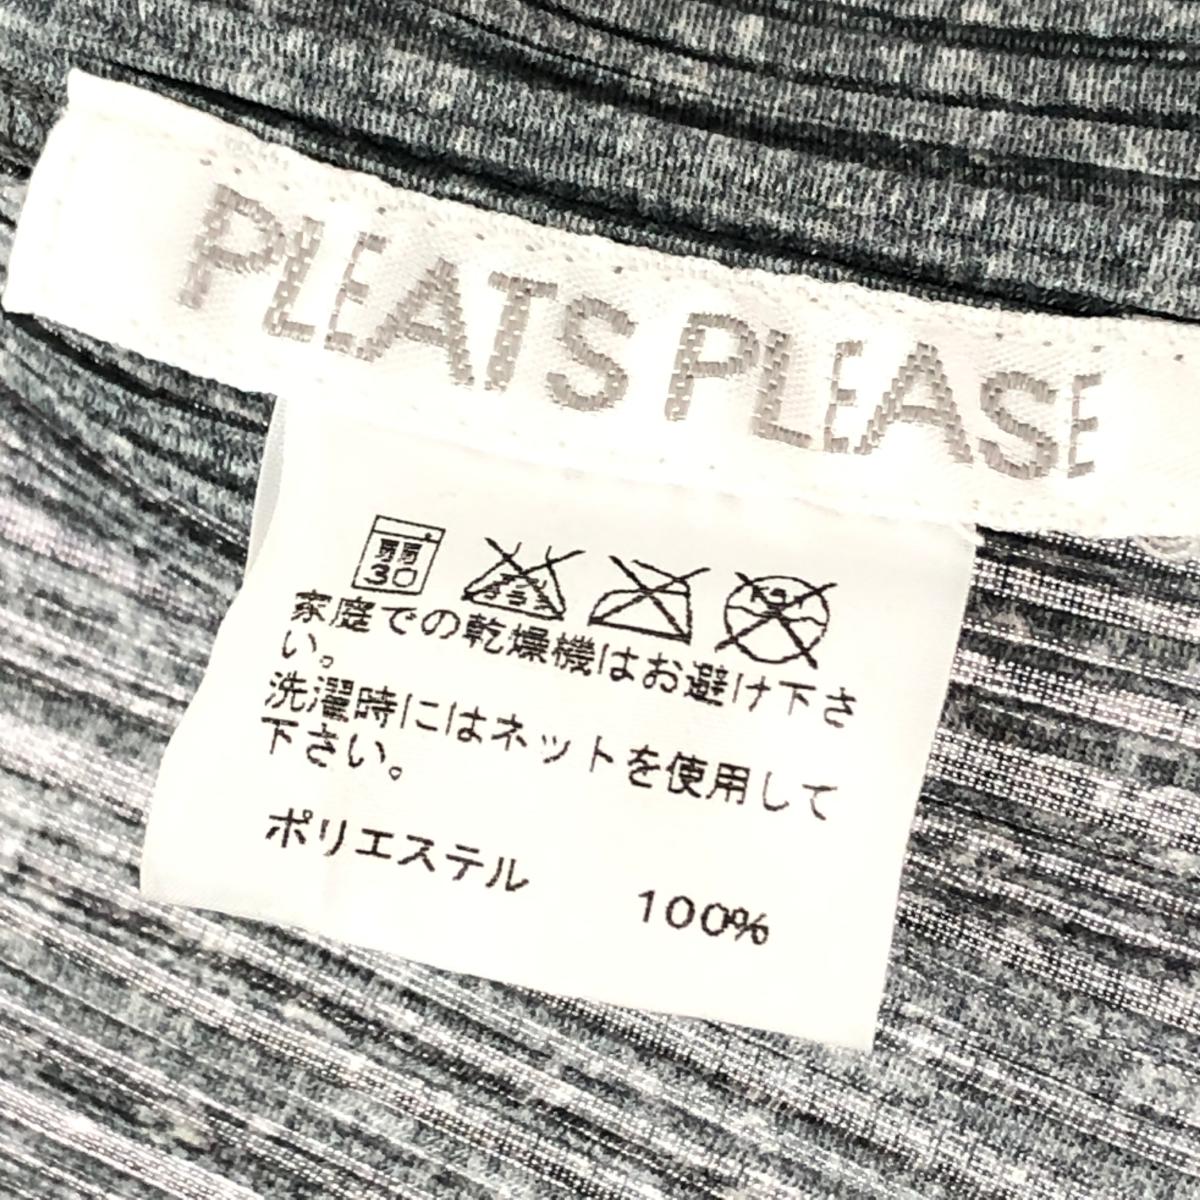 PLEATS PLEASE
弱
30
家庭での乾燥機はお避け下さ
い。
洗濯時にはネットを使用して
下さい。
ポリエステル 100%